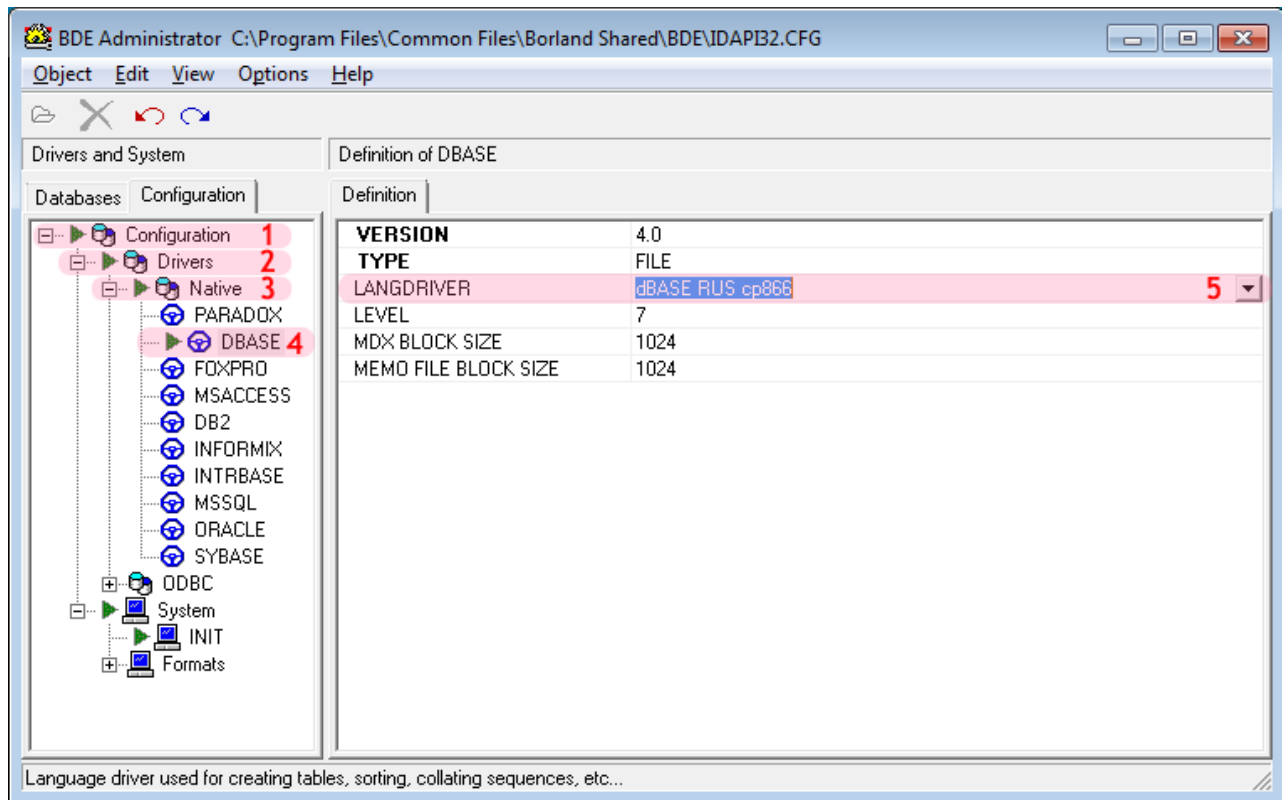 BDE Administrator C:\Program Files\Common Files\Borland Shared\BDE\IDAPI32.CFG
Object Edit View Options Help
Drivers and System
Definition of DBASE
Databases Configuration
Definition
Configuration 1
Drivers 2
Native 3
PARADOX
DBASE 4
FOXPRO
MSACCESS
DB2
INFORMIX
INTRBASE
MSSQL
ORACLE
SYBASE
ODBC
System
INIT
Formats
VERSION 4.0
TYPE FILE
LANGDRIVER dBASE RUS cp866 5
LEVEL 7
MDX BLOCK SIZE 1024
MEMO FILE BLOCK SIZE 1024
Language driver used for creating tables, sorting, collating sequences, etc...